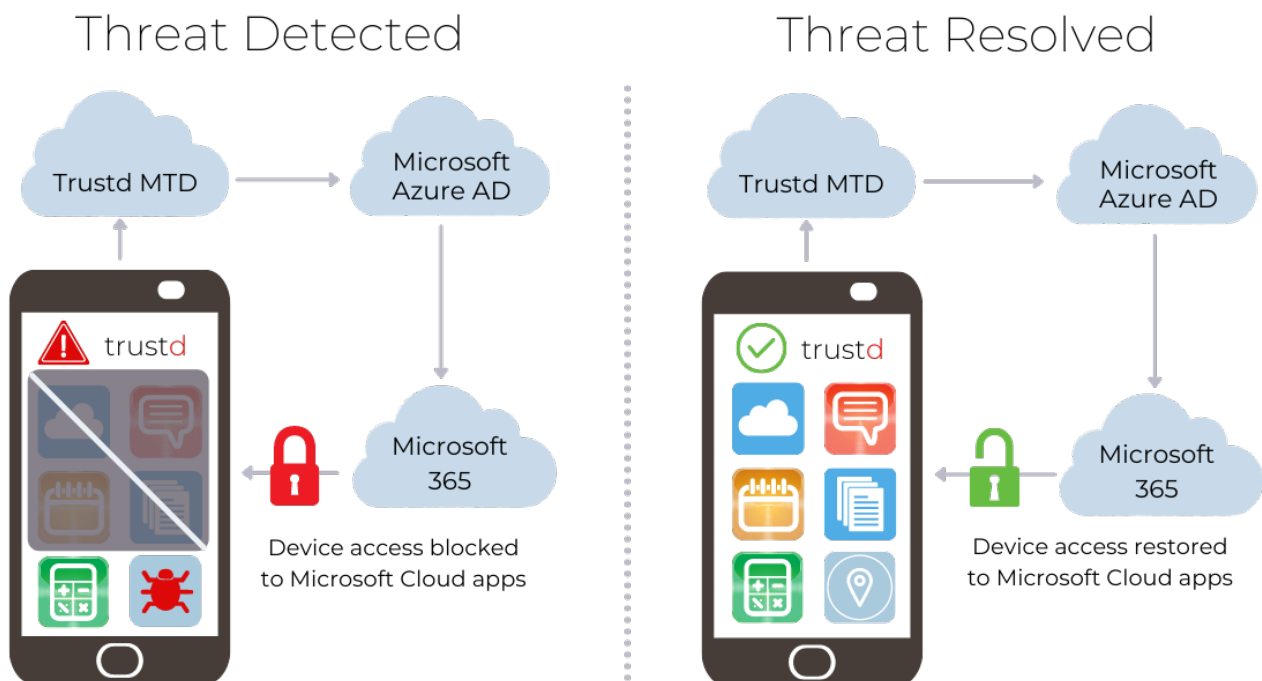 Threat Detected
Trustd MTD
Microsoft
Azure AD
trustd
Microsoft
365
Device access blocked
to Microsoft Cloud apps
Threat Resolved
Trustd MTD
Microsoft
Azure AD
trustd
Microsoft
365
Device access restored
to Microsoft Cloud apps